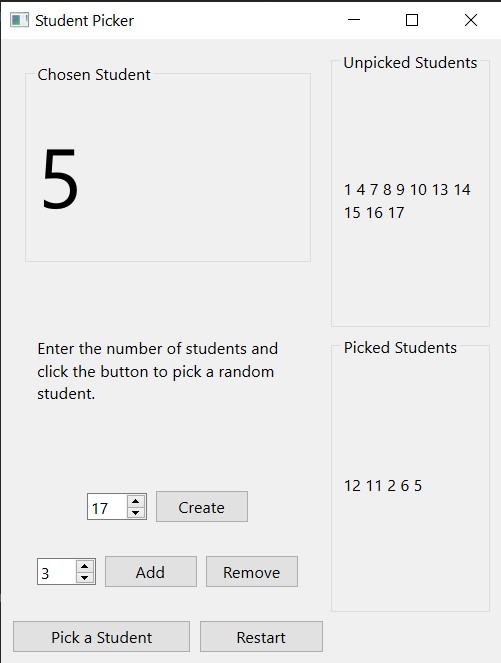 Student Picker
Chosen Student
5
Unpicked Students
1 4 7 8 9 10 13 14
15 16 17
Enter the number of students and
click the button to pick a random
student.
Picked Students
12 11 2 6 5
17 Create
3 Add Remove
Pick a Student Restart